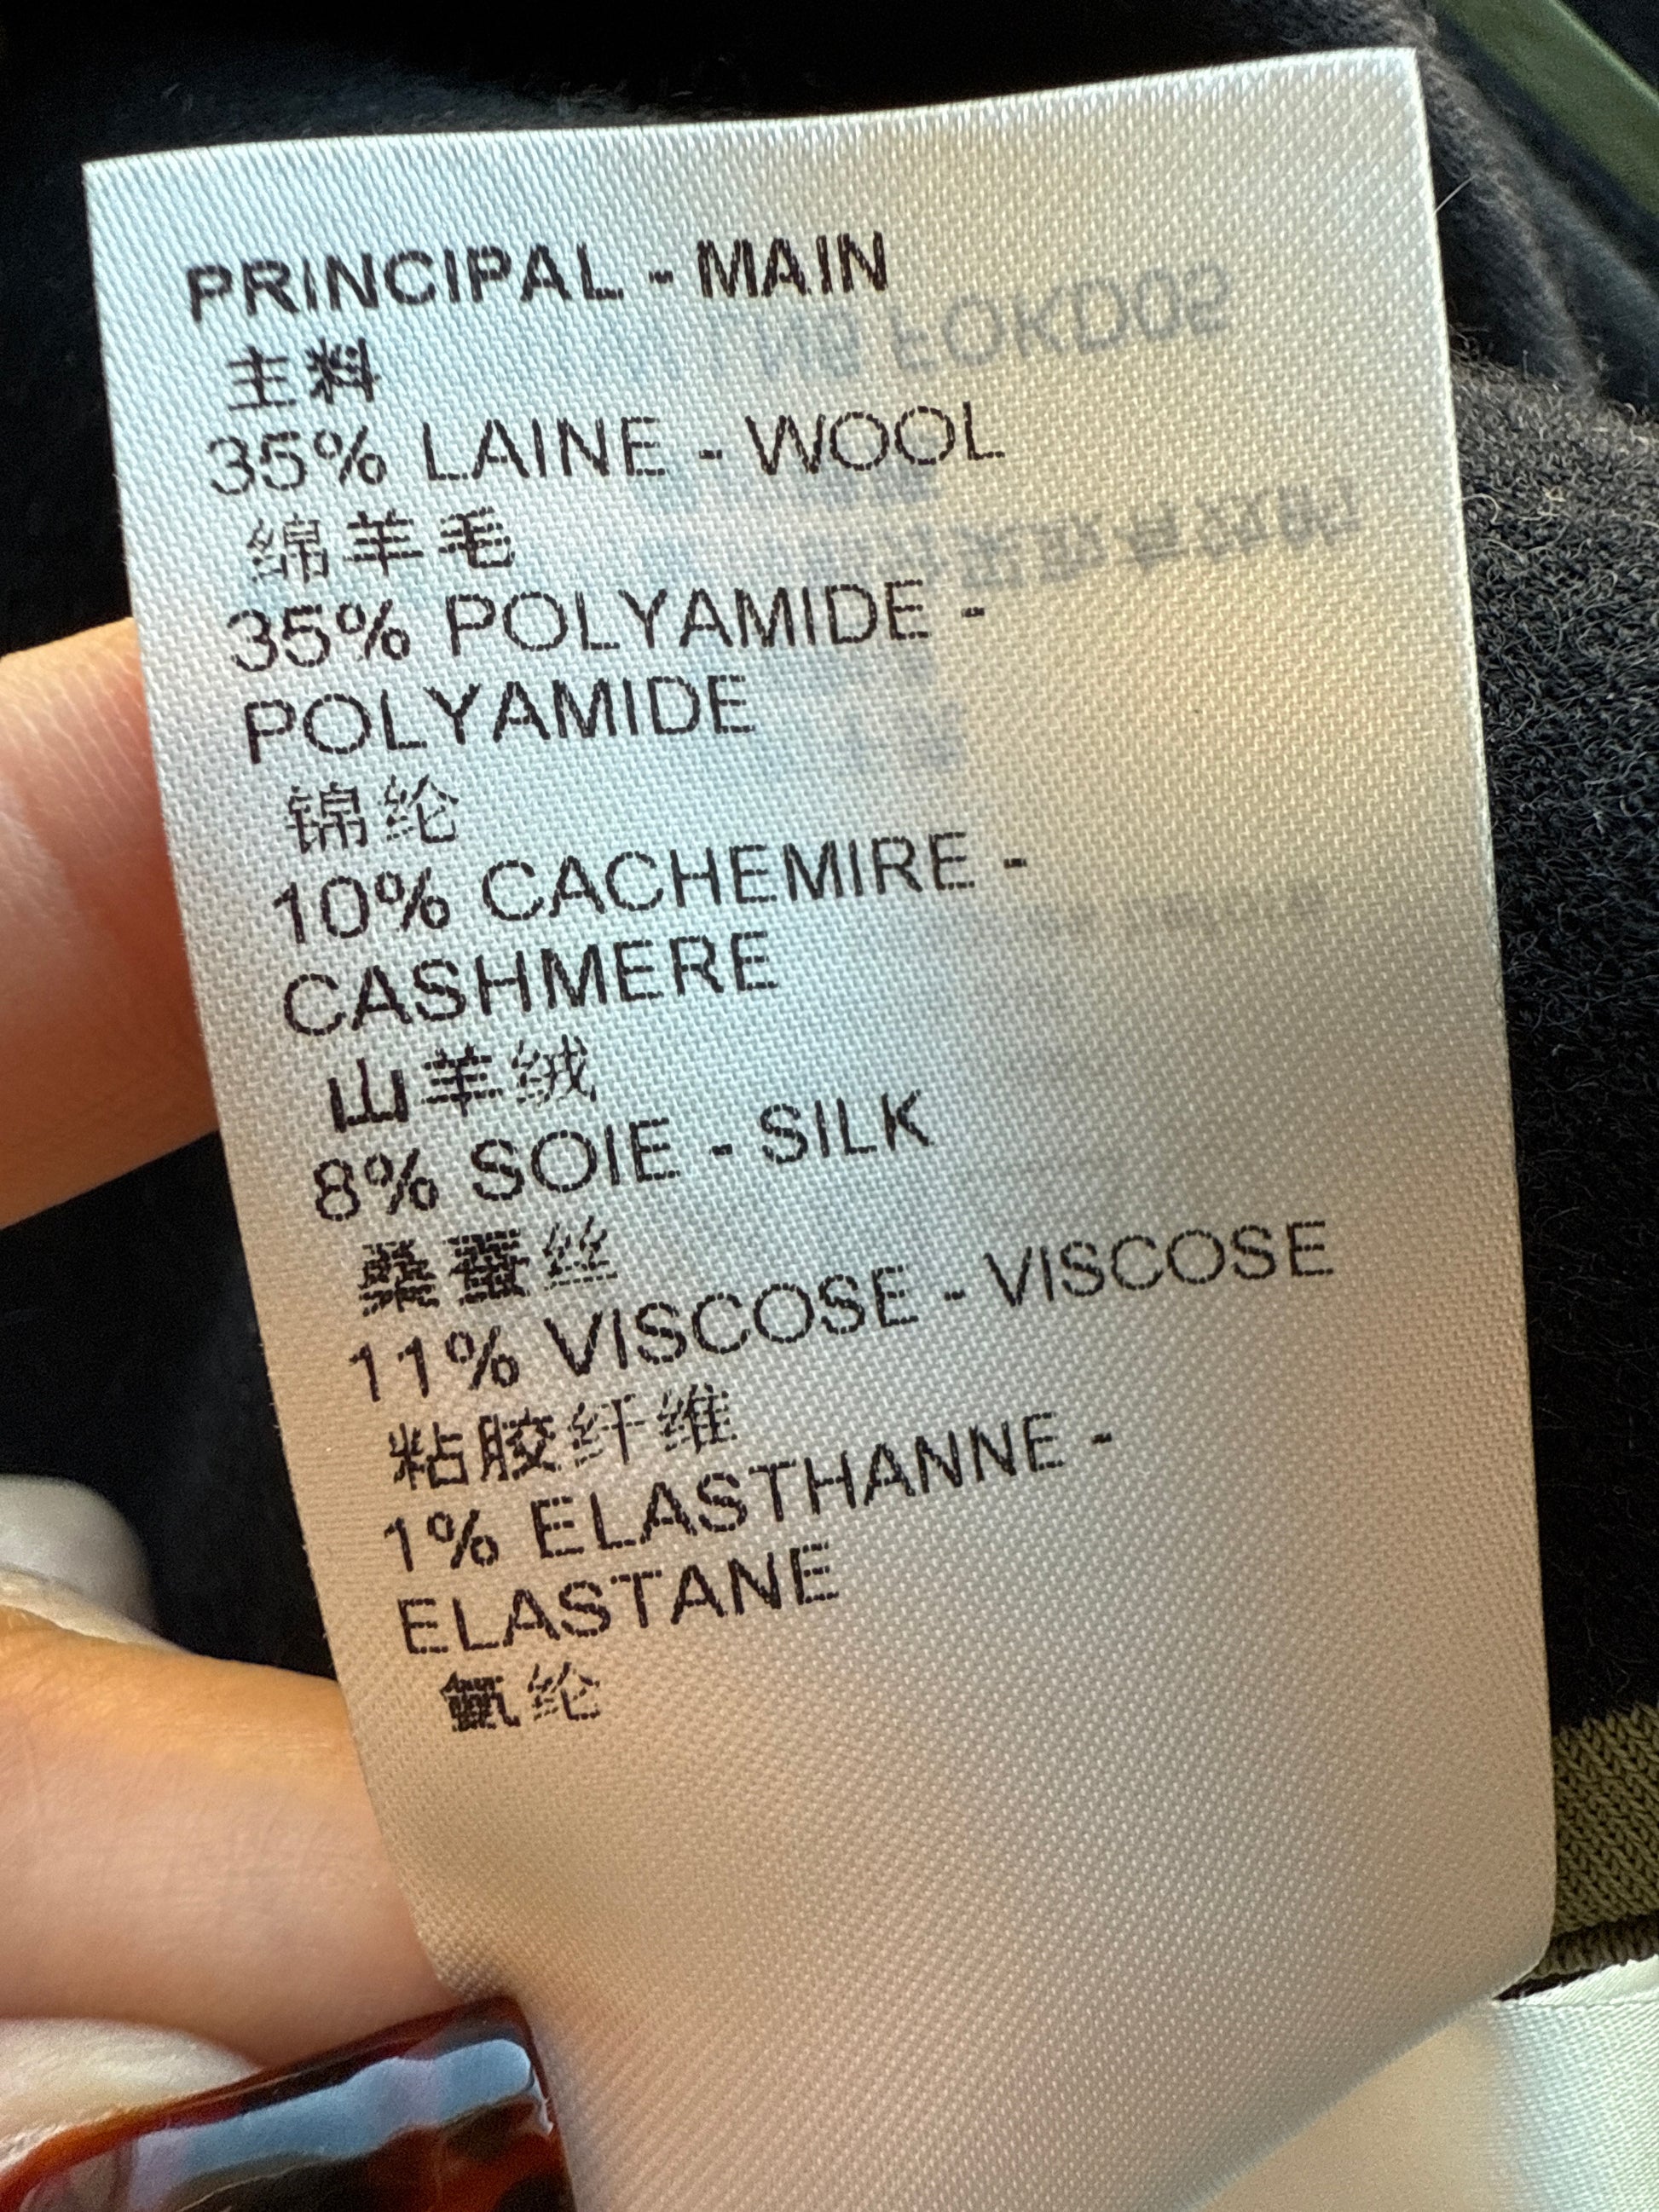 PRINCIPAL - MAIN
主料
35% LAINE - WOOL
绵羊毛
35% POLYAMIDE -
POLYAMIDE
锦纶
10% CACHEMIRE -
CASHMERE
山羊绒
8% SOIE - SILK
桑蚕丝
11% VISCOSE - VISCOSE
粘胶纤维
1% ELASTHANNE -
ELASTANE
氨纶